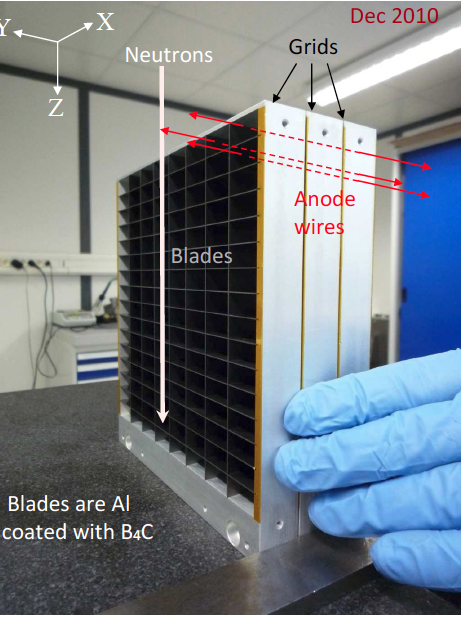 Dec 2010
Y
X
Z
Grids
Neutrons
Anode
wires
Blades
Blades are Al
coated with B₄C